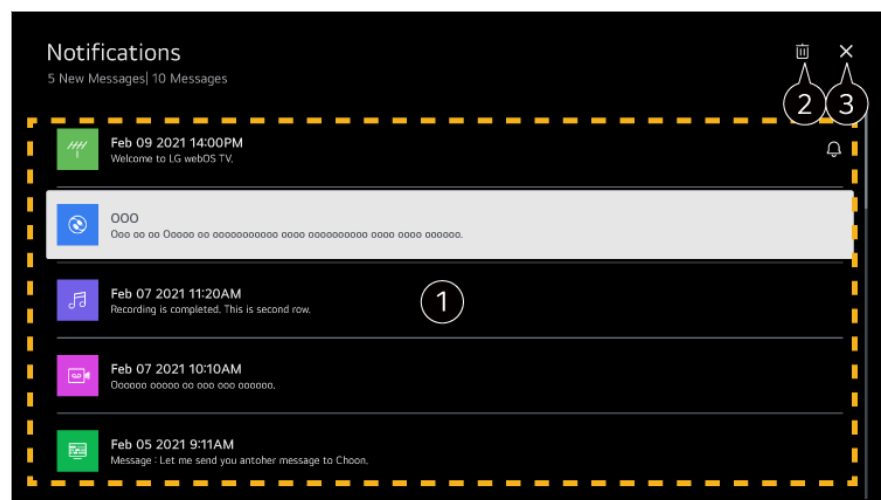 Notifications
5 New Messages| 10 Messages
2 3
Feb 09 2021 14:00PM
Welcome to LG webOS TV.
OOO
Ooo oo oo Ooooo oo ooooooooooo oooo oooooooooo oooo oooo oooooo.
1
Feb 07 2021 11:20AM
Recording is completed. This is second row.
Feb 07 2021 10:10AM
Oooooo ooooo oo ooo ooo oooooo.
Feb 05 2021 9:11AM
Message : Let me send you antoher message to Choon.